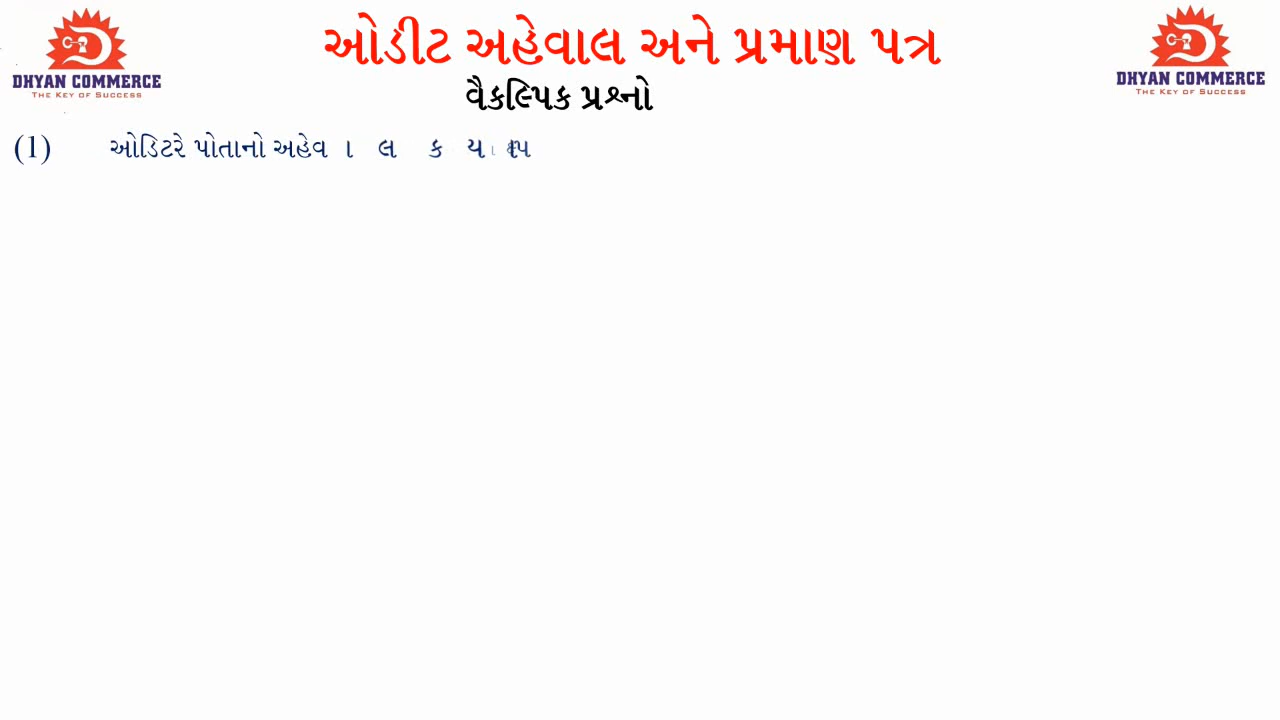 ઓડીટ અહેવાલ અને પ્રમાણ પત્ર
DHYAN COMMERCE
THE KEY OF SUCCESS
DHYAN COMMERCE
THE KEY OF SUCCESS
વૈકલ્પિક પ્રશ્નો
(1) ઓડિટરે પોતાનો અહેવાલ